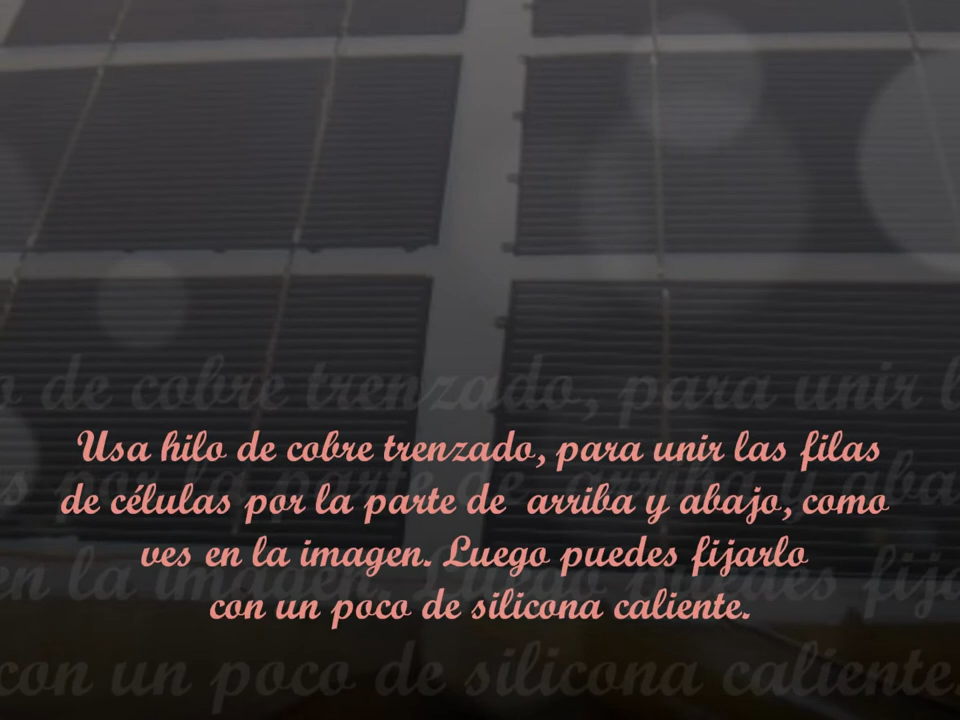 Usa hilo de cobre trenzado, para unir las filas
de células por la parte de arriba y abajo, como
ves en la imagen. Luego puedes fijarlo
con un poco de silicona caliente.